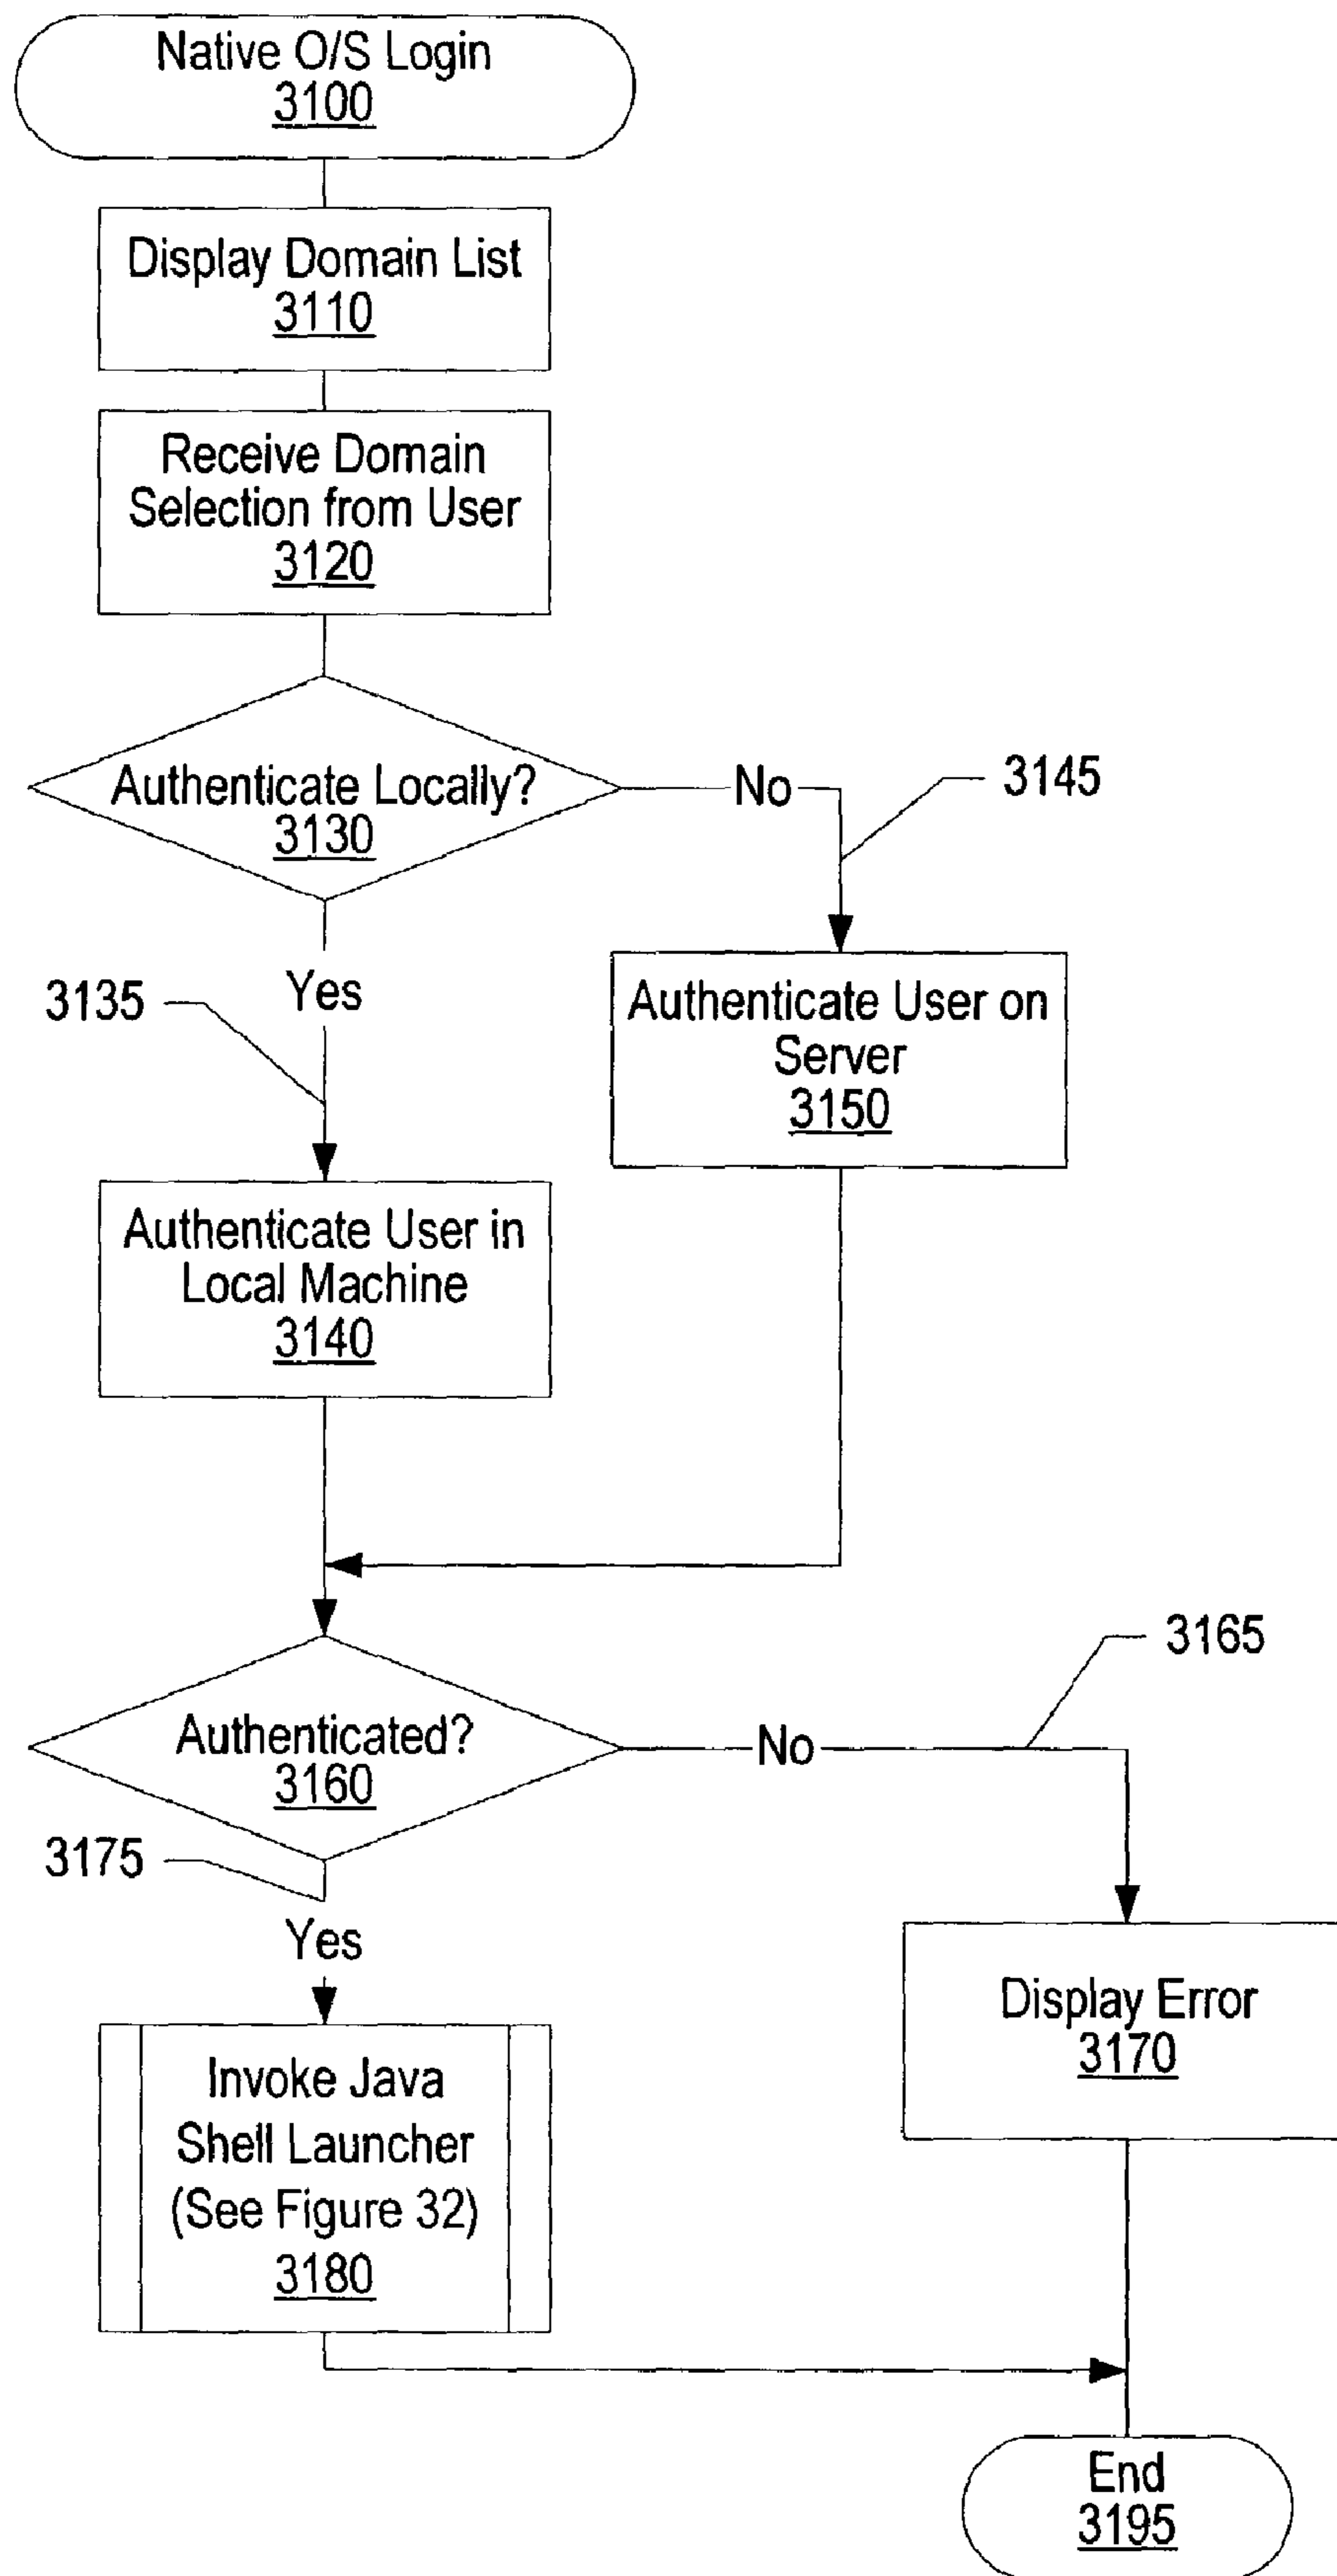 Native O/S Login
3100
Display Domain List
3110
Receive Domain
Selection from User
3120
Authenticate Locally?
3130
No
3145
Yes
3135
Authenticate User on
Server
3150
Authenticate User in
Local Machine
3140
3165
Authenticated?
3160
No
3175
Yes
Invoke Java
Shell Launcher
(See Figure 32)
3180
Display Error
3170
End
3195